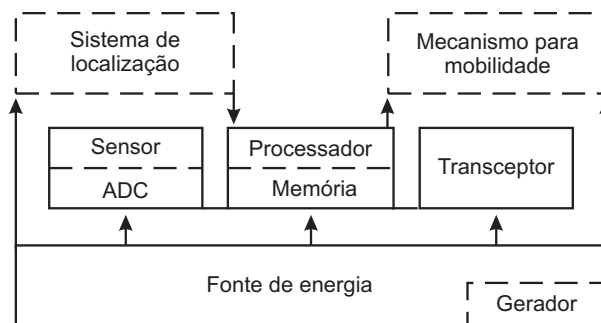 Sistema de
localização
Mecanismo para
mobilidade
Sensor
ADC
Processador
Memória
Transceptor
Fonte de energia
Gerador